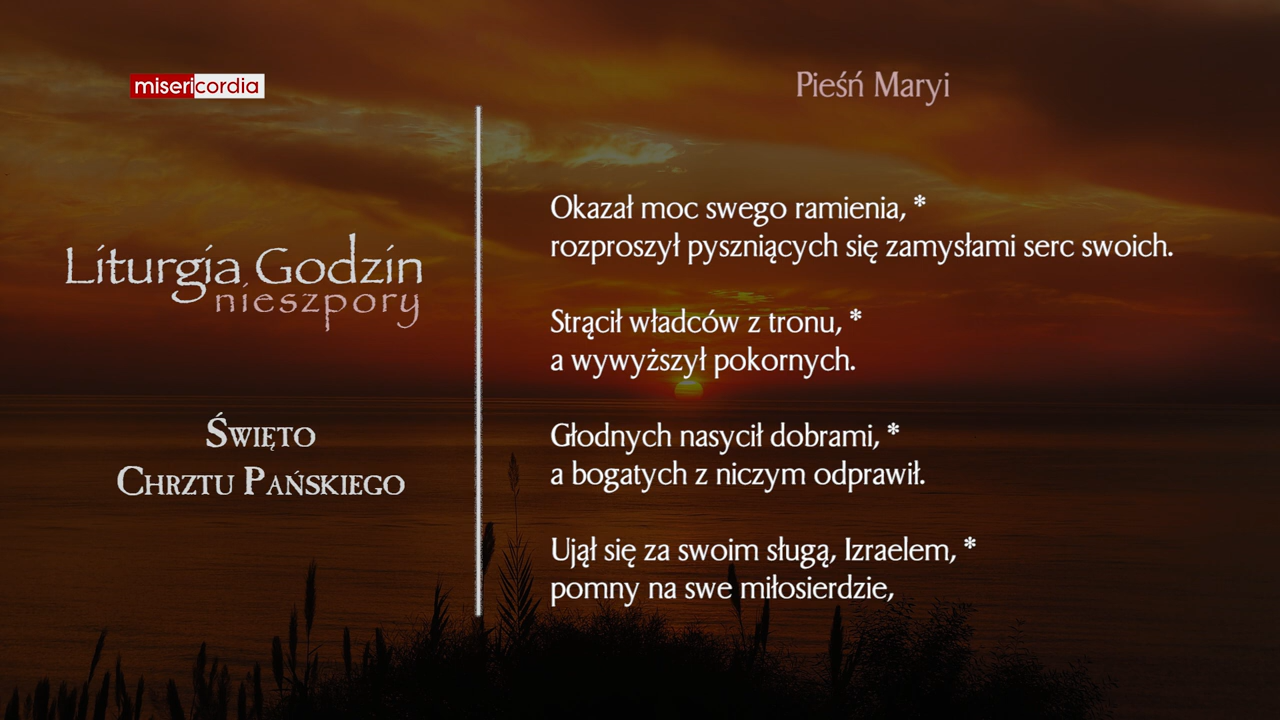 misericordia
Pieśń Maryi
Liturgia Godzin
nieszpory
Święto
Chrztu Pańskiego
Okazał moc swego ramienia, *
rozproszył pyszniących się zamysłami serc swoich.
Strącił władców z tronu, *
a wywyższył pokornych.
Głodnych nasycił dobrami, *
a bogatych z niczym odprawił.
Ujął się za swoim sługą, Izraelem, *
pomny na swe miłosierdzie,